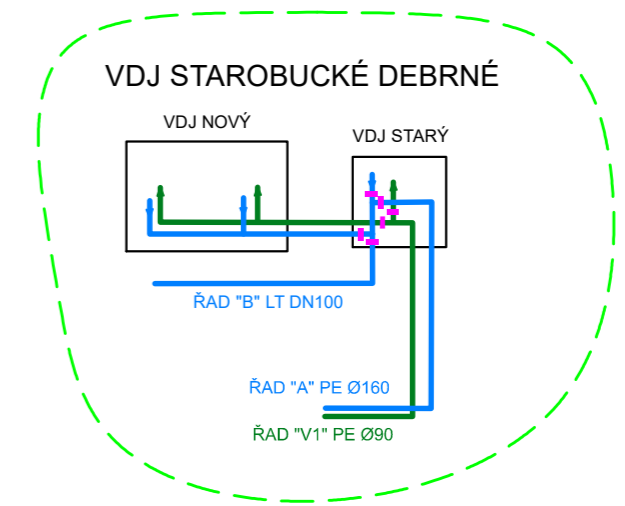 VDJ STAROBUCKÉ DEBRNÉ
VDJ NOVÝ
VDJ STARÝ
ŘAD "B" LT DN100
ŘAD "A" PE Ø160
ŘAD "V1" PE Ø90